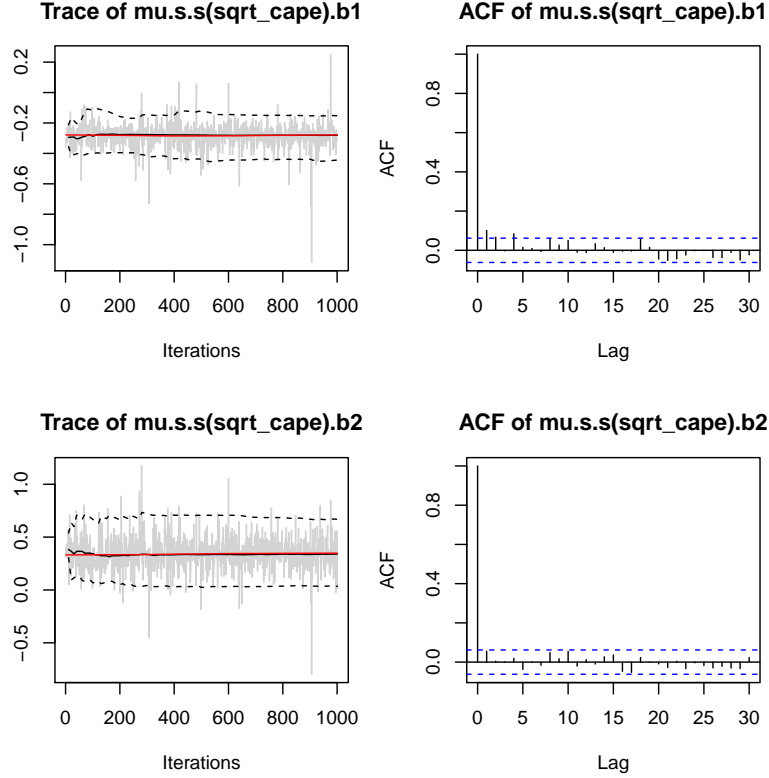 Trace of mu.s.s(sqrt_cape).b1
0.2
−0.2
−0.6
−1.0
0 200 400 600 800 1000
Iterations
ACF of mu.s.s(sqrt_cape).b1
ACF
0.8
0.4
0.0
0 5 10 15 20 25 30
Lag
Trace of mu.s.s(sqrt_cape).b2
1.0
0.5
0.0
−0.5
0 200 400 600 800 1000
Iterations
ACF of mu.s.s(sqrt_cape).b2
ACF
0.8
0.4
0.0
0 5 10 15 20 25 30
Lag